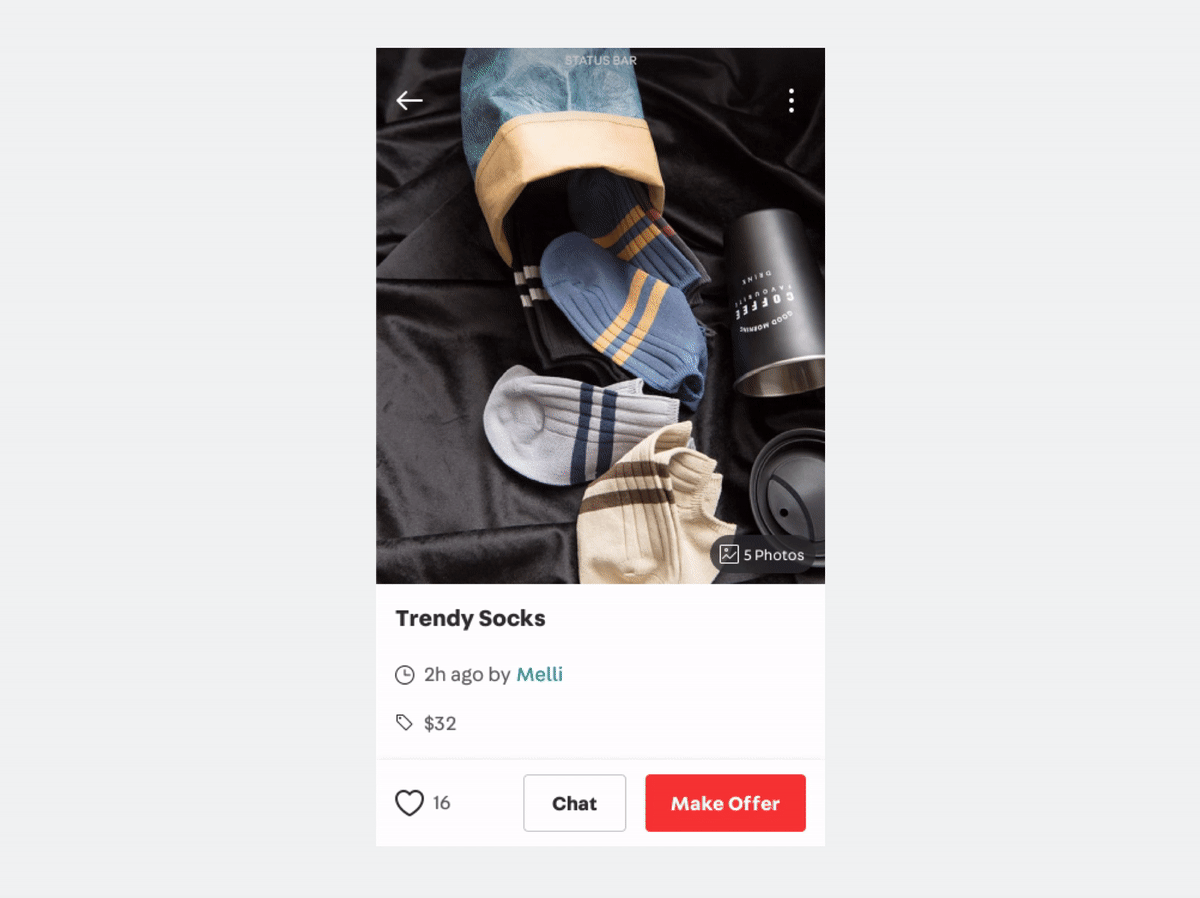 STATUS BAR
DRINK
FAVOURITE
COFFEE
GOOD MORNING
5 Photos
Trendy Socks
2h ago by Melli
$32
16
Chat
Make Offer